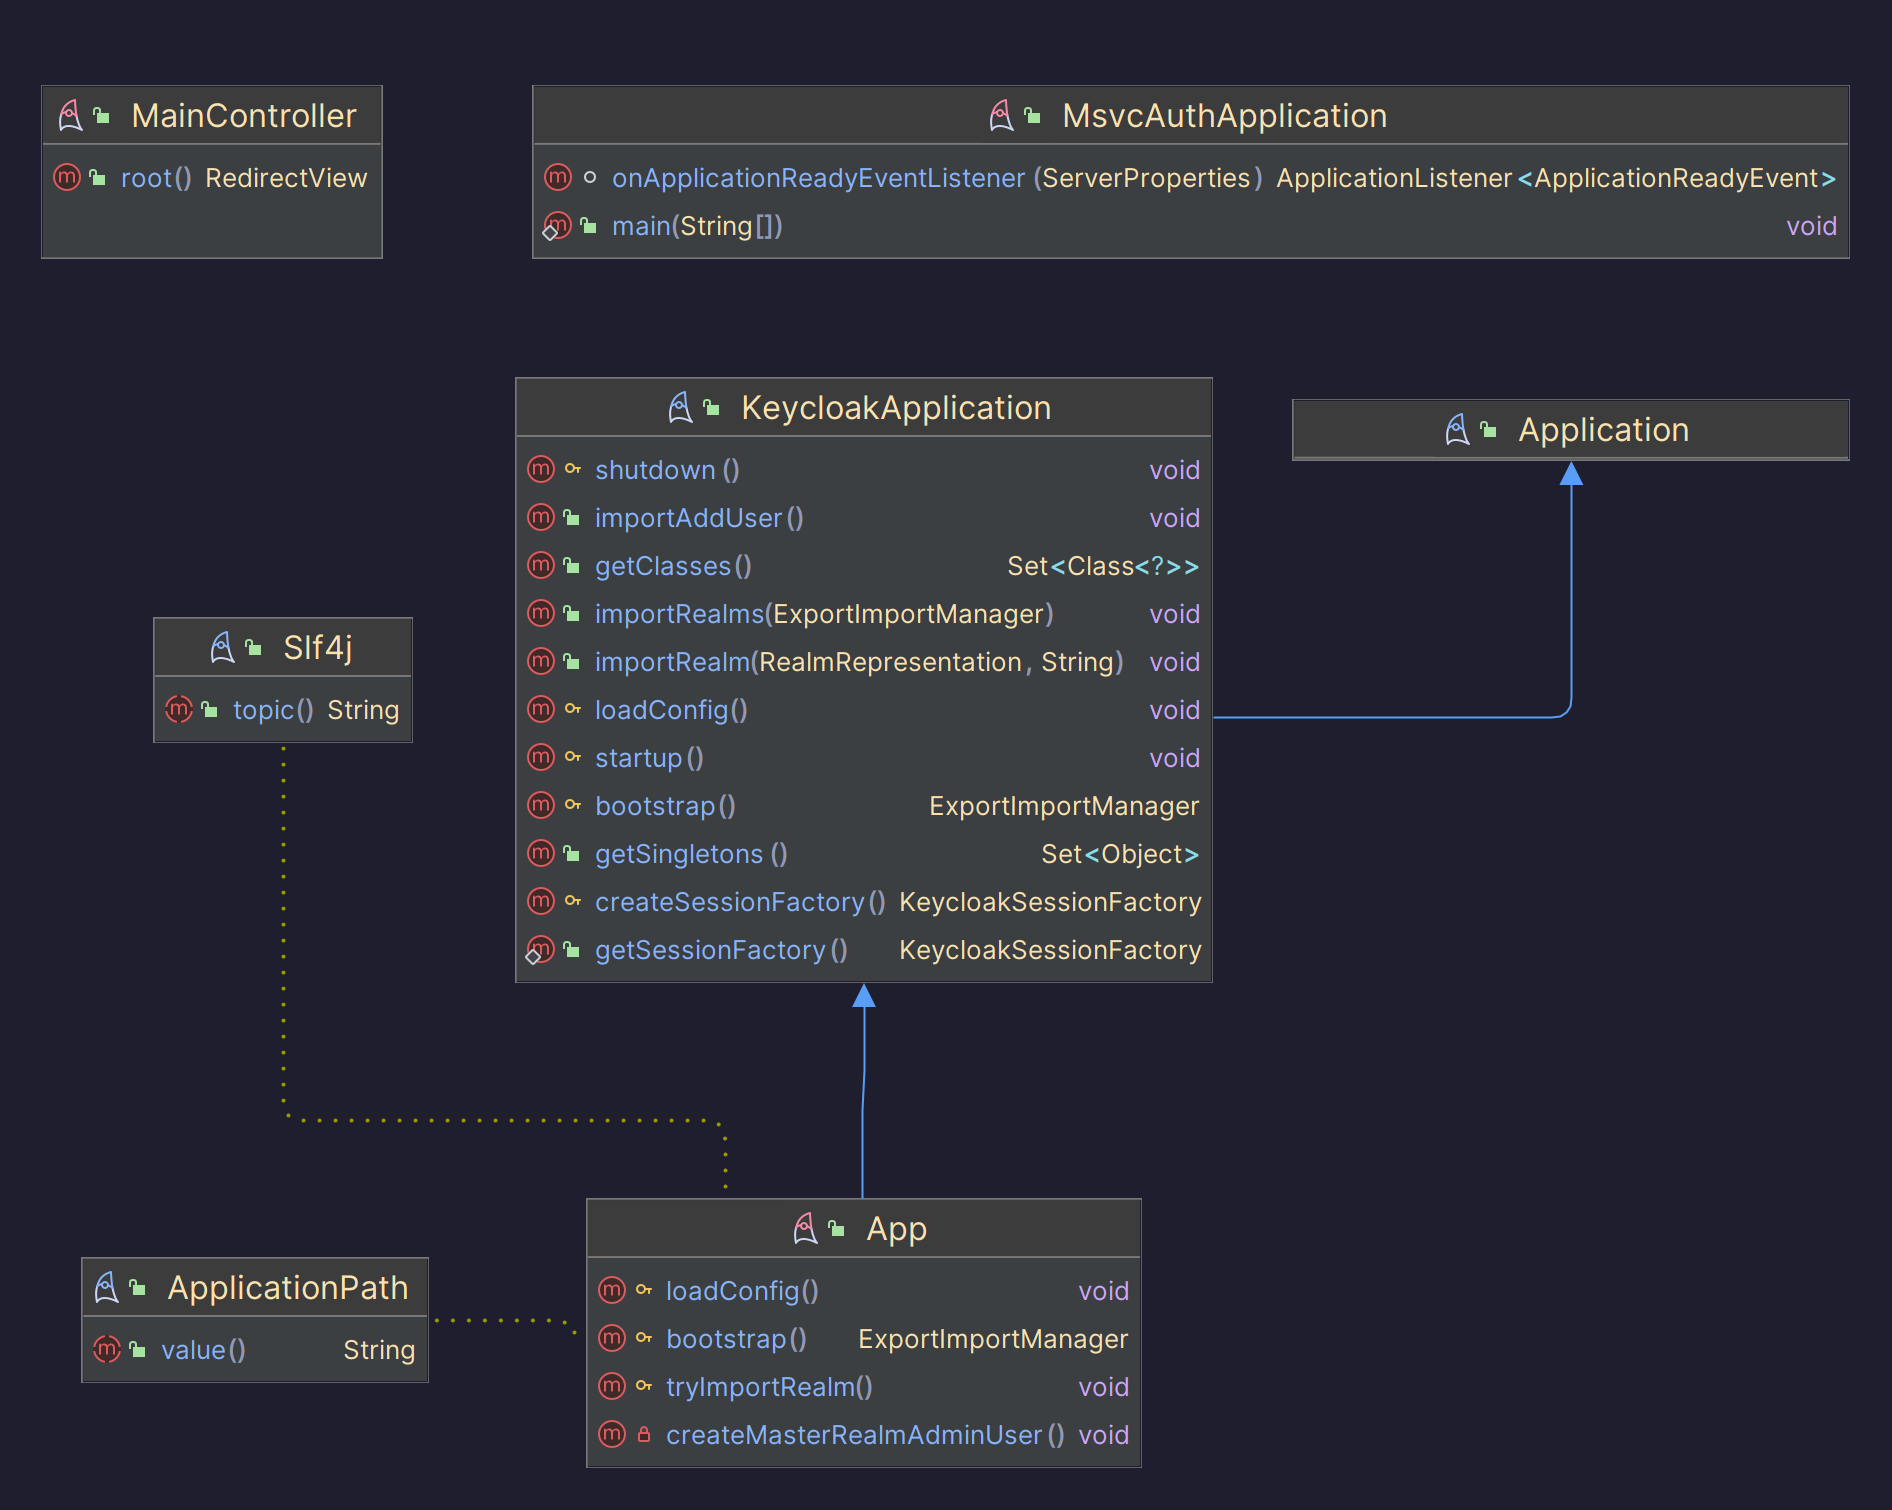 MainController
root() RedirectView
MsvcAuthApplication
onApplicationReadyEventListener (ServerProperties) ApplicationListener<ApplicationReadyEvent>
main(String[]) void
KeycloakApplication
shutdown () void
importAddUser () void
getClasses() Set<Class<?>>
importRealms(ExportImportManager) void
importRealm(RealmRepresentation, String) void
loadConfig() void
startup () void
bootstrap () ExportImportManager
getSingletons () Set<Object>
createSessionFactory () KeycloakSessionFactory
getSessionFactory () KeycloakSessionFactory
Application
Slf4j
topic() String
ApplicationPath
value() String
App
loadConfig() void
bootstrap() ExportImportManager
tryImportRealm() void
createMasterRealmAdminUser () void